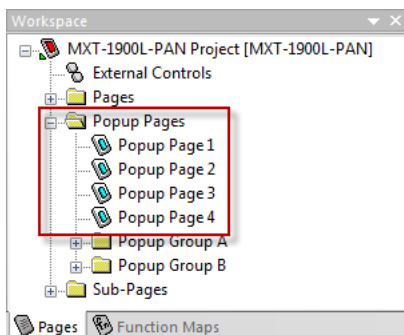 Workspace
MXT-1900L-PAN Project [MXT-1900L-PAN]
External Controls
Pages
Popup Pages
Popup Page 1
Popup Page 2
Popup Page 3
Popup Page 4
Popup Group A
Popup Group B
Sub-Pages
Pages Function Maps